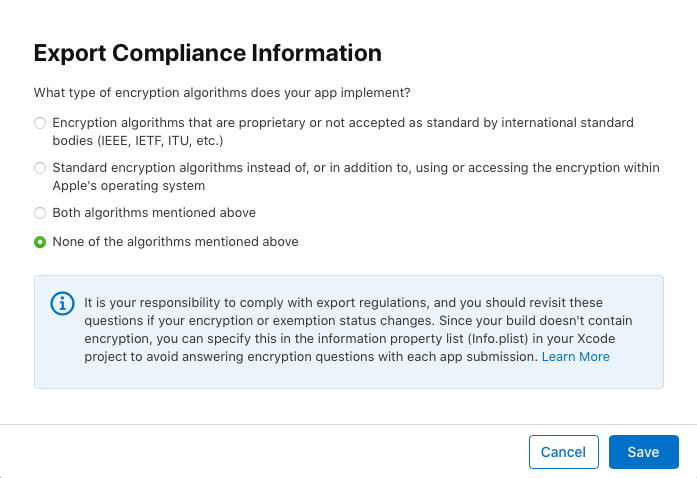 Export Compliance Information
What type of encryption algorithms does your app implement?
Encryption algorithms that are proprietary or not accepted as standard by international standard
bodies (IEEE, IETF, ITU, etc.)
Standard encryption algorithms instead of, or in addition to, using or accessing the encryption within
Apple's operating system
Both algorithms mentioned above
None of the algorithms mentioned above
It is your responsibility to comply with export regulations, and you should revisit these
questions if your encryption or exemption status changes. Since your build doesn't contain
encryption, you can specify this in the information property list (Info.plist) in your Xcode
project to avoid answering encryption questions with each app submission. Learn More
Cancel
Save